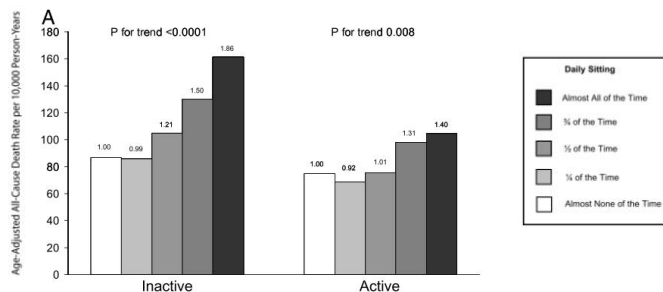 A
P for trend <0.0001
P for trend 0.008
Age-Adjusted All-Cause Death Rate per 10,000 Person-Years
180
160
140
120
100
80
60
40
20
0
1.00
0.99
1.21
1.50
1.86
1.00
0.92
1.01
1.31
1.40
Inactive
Active
Daily Sitting
Almost All of the Time
¾ of the Time
½ of the Time
¼ of the Time
Almost None of the Time